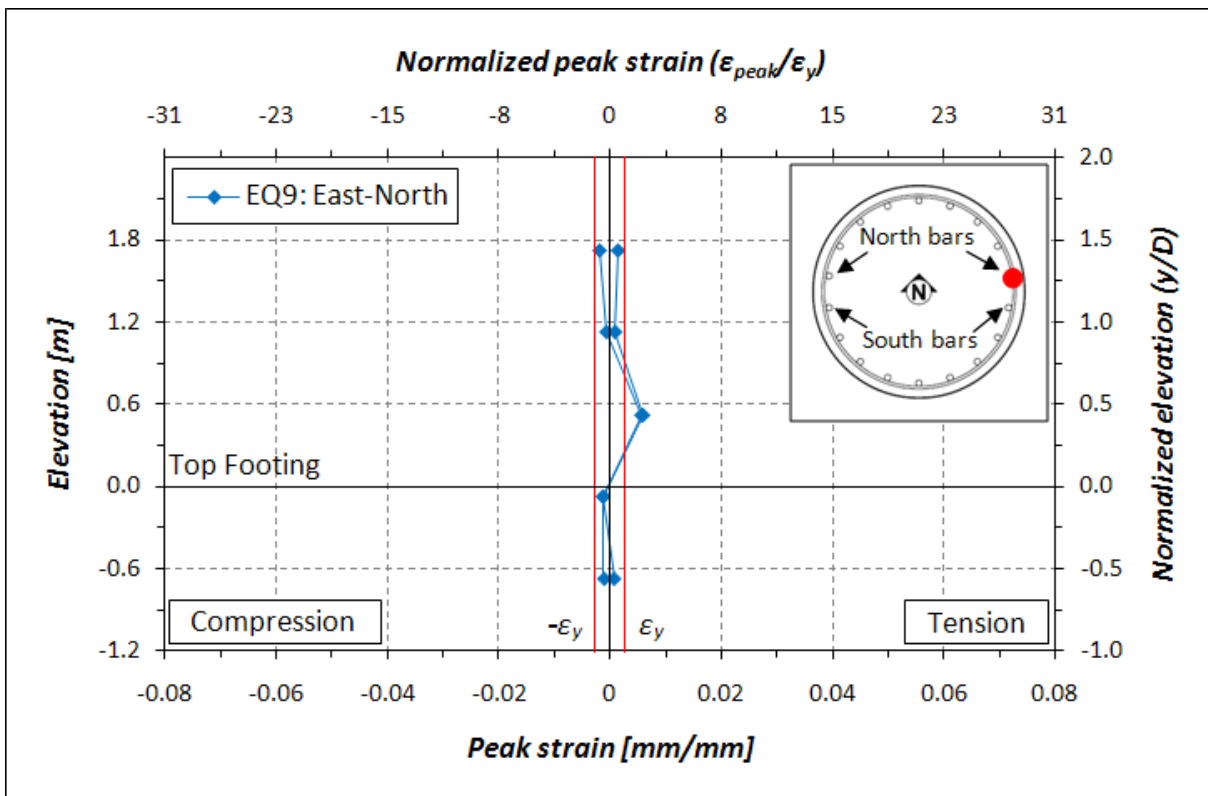 Normalized peak strain (εpeak/εy)
-31 -23 -15 -8 0 8 15 23 31
EQ9: East-North
North bars
N
South bars
Elevation [m]
1.8
1.2
0.6
0.0
-0.6
-1.2
Top Footing
Compression
-εy
εy
Tension
2.0
1.5
1.0
0.5
0.0
-0.5
-1.0
Normalized elevation (y/D)
-0.08 -0.06 -0.04 -0.02 0 0.02 0.04 0.06 0.08
Peak strain [mm/mm]